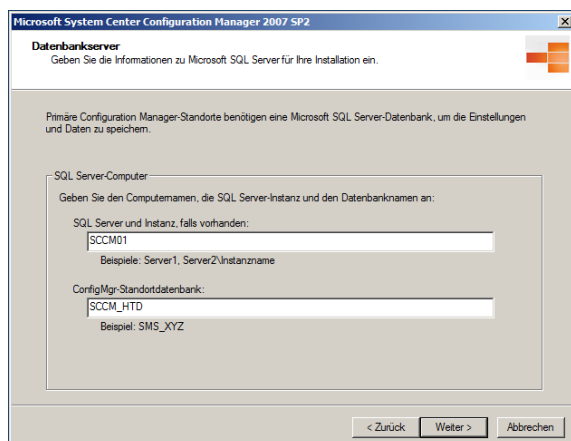 Microsoft System Center Configuration Manager 2007 SP2
Datenbankserver
Geben Sie die Informationen zu Microsoft SQL Server für Ihre Installation ein.
Primäre Configuration Manager-Standorte benötigen eine Microsoft SQL Server-Datenbank, um die Einstellungen
und Daten zu speichern.
SQL Server-Computer
Geben Sie den Computernamen, die SQL Server-Instanz und den Datenbanknamen an:
SQL Server und Instanz, falls vorhanden:
SCCM01
Beispiele: Server1, Server2\Instanzname
ConfigMgr-Standortdatenbank:
SCCM_HTD
Beispiel: SMS_XYZ
< Zurück
Weiter >
Abbrechen